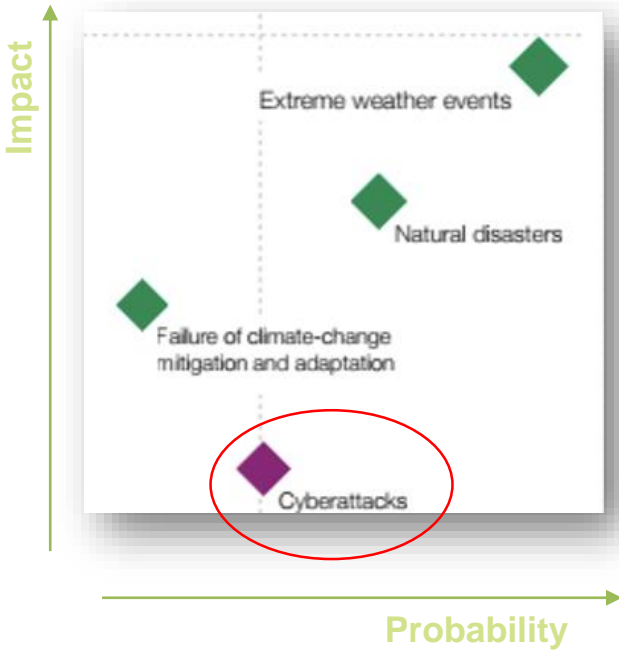 Impact
Extreme weather events
Natural disasters
Failure of climate-change
mitigation and adaptation
Cyberattacks
Probability